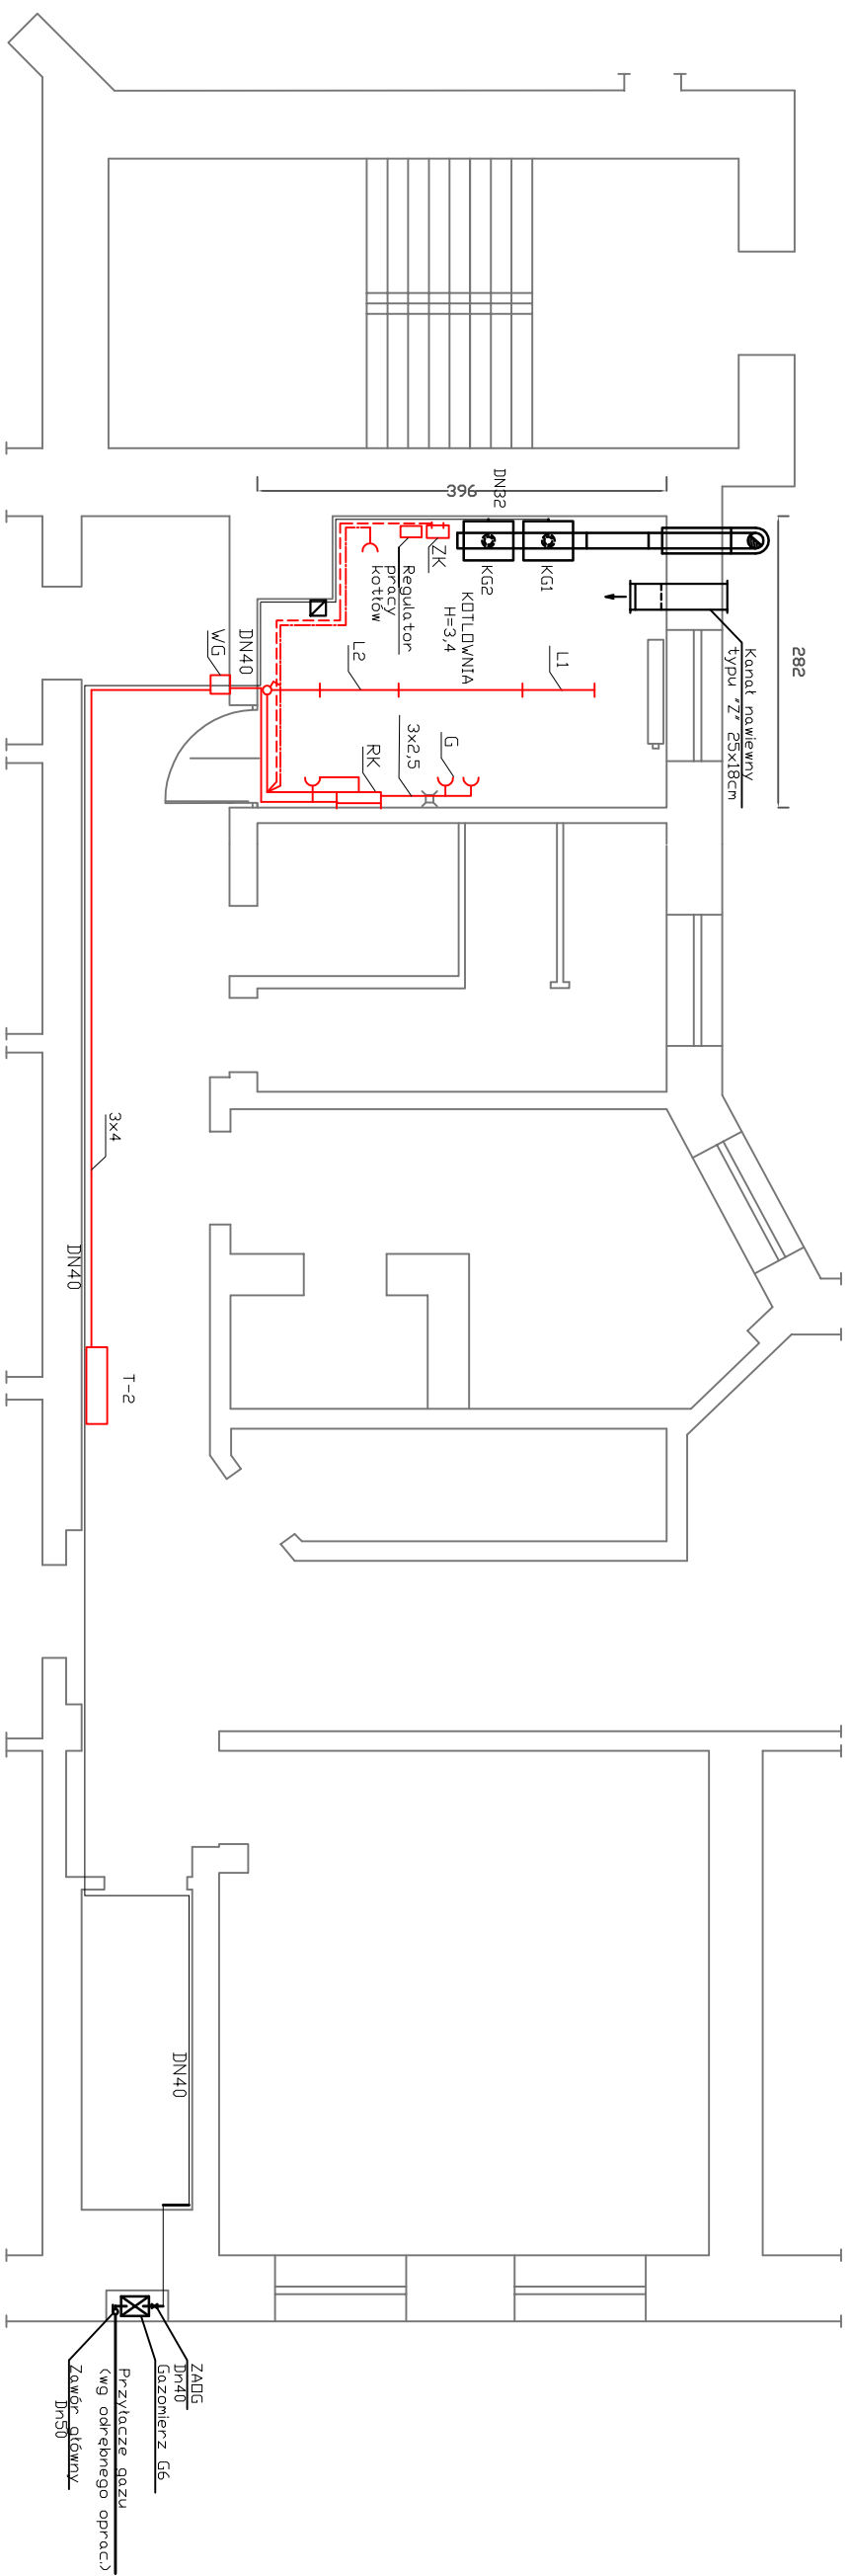 282
Kanał nawiewny
typu "Z" 25x18cm
396
DN32
KG1
KG2
KOTŁOWNIA
H=3,4
ZK
Regulator
pracy
kotłów
L1
L2
G
3x2,5
RK
DN40
WG
3x4
DN40
T-2
DN40
ZAOG
Dn40
Gazomierz G6
Przyłącze gazu
(wg odrębnego oprac.)
Zawór główny
Dn50